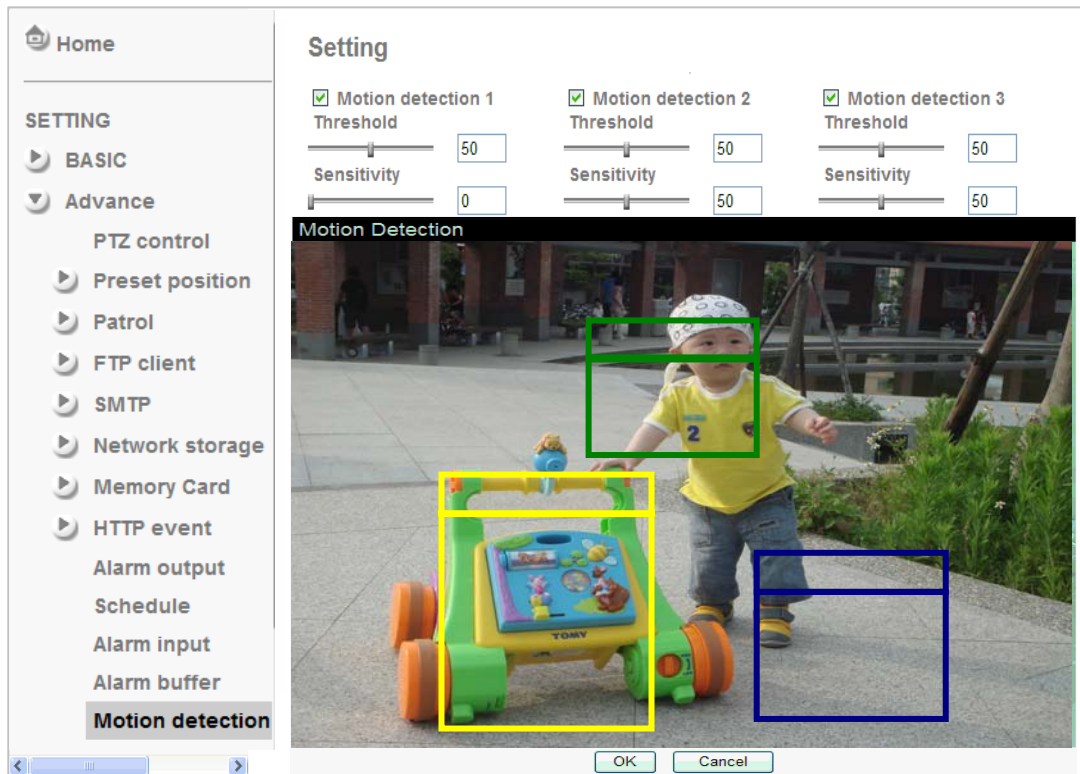 Home
SETTING
BASIC
Advance
PTZ control
Preset position
Patrol
FTP client
SMTP
Network storage
Memory Card
HTTP event
Alarm output
Schedule
Alarm input
Alarm buffer
Motion detection
Setting
Motion detection 1
Threshold
50
Sensitivity
0
Motion detection 2
Threshold
50
Sensitivity
50
Motion detection 3
Threshold
50
Sensitivity
50
Motion Detection
2
TOMY
OK
Cancel